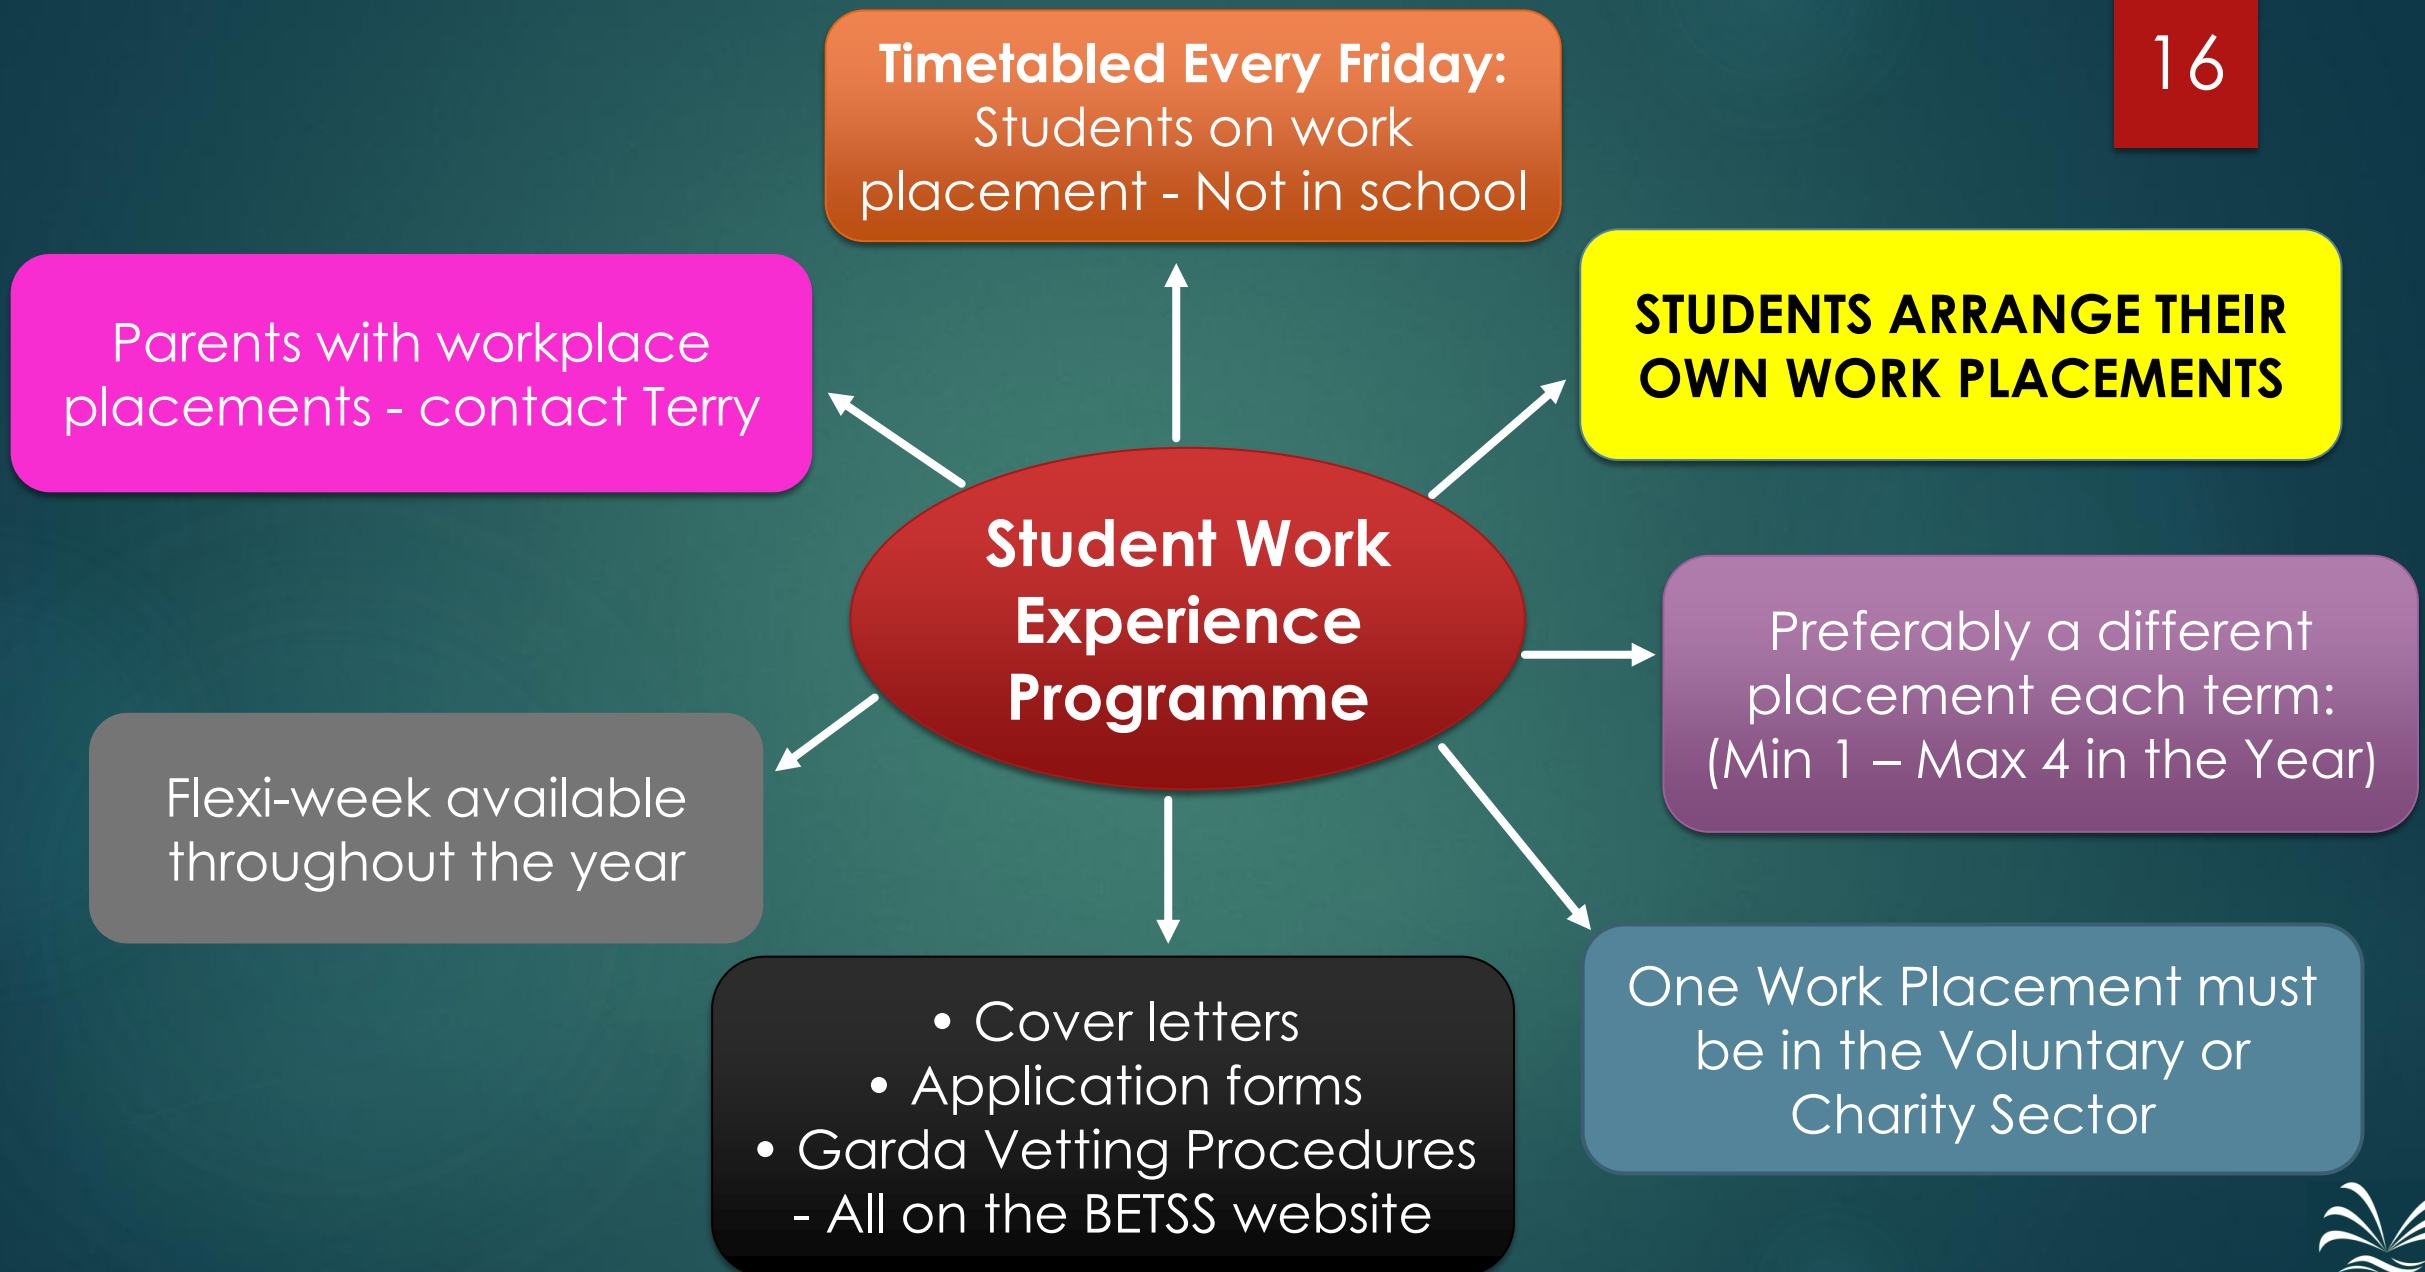 16
Timetabled Every Friday:
Students on work
placement - Not in school
Parents with workplace
placements - contact Terry
STUDENTS ARRANGE THEIR
OWN WORK PLACEMENTS
Student Work
Experience
Programme
Preferably a different
placement each term:
(Min 1 – Max 4 in the Year)
Flexi-week available
throughout the year
One Work Placement must
be in the Voluntary or
Charity Sector
• Cover letters
• Application forms
• Garda Vetting Procedures
- All on the BETSS website